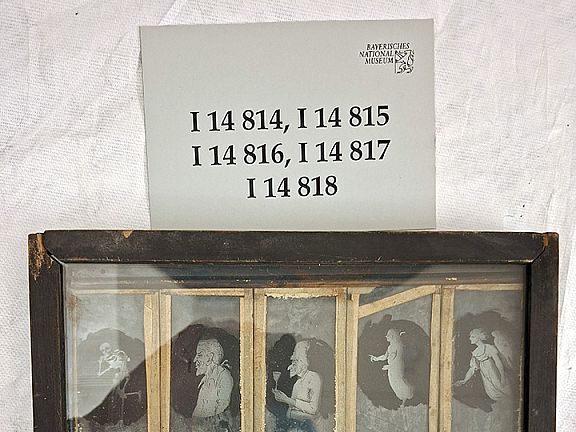 BAYERISCHES
NATIONAL
MUSEUM
I 14 814, I 14 815
I 14 816, I 14 817
I 14 818